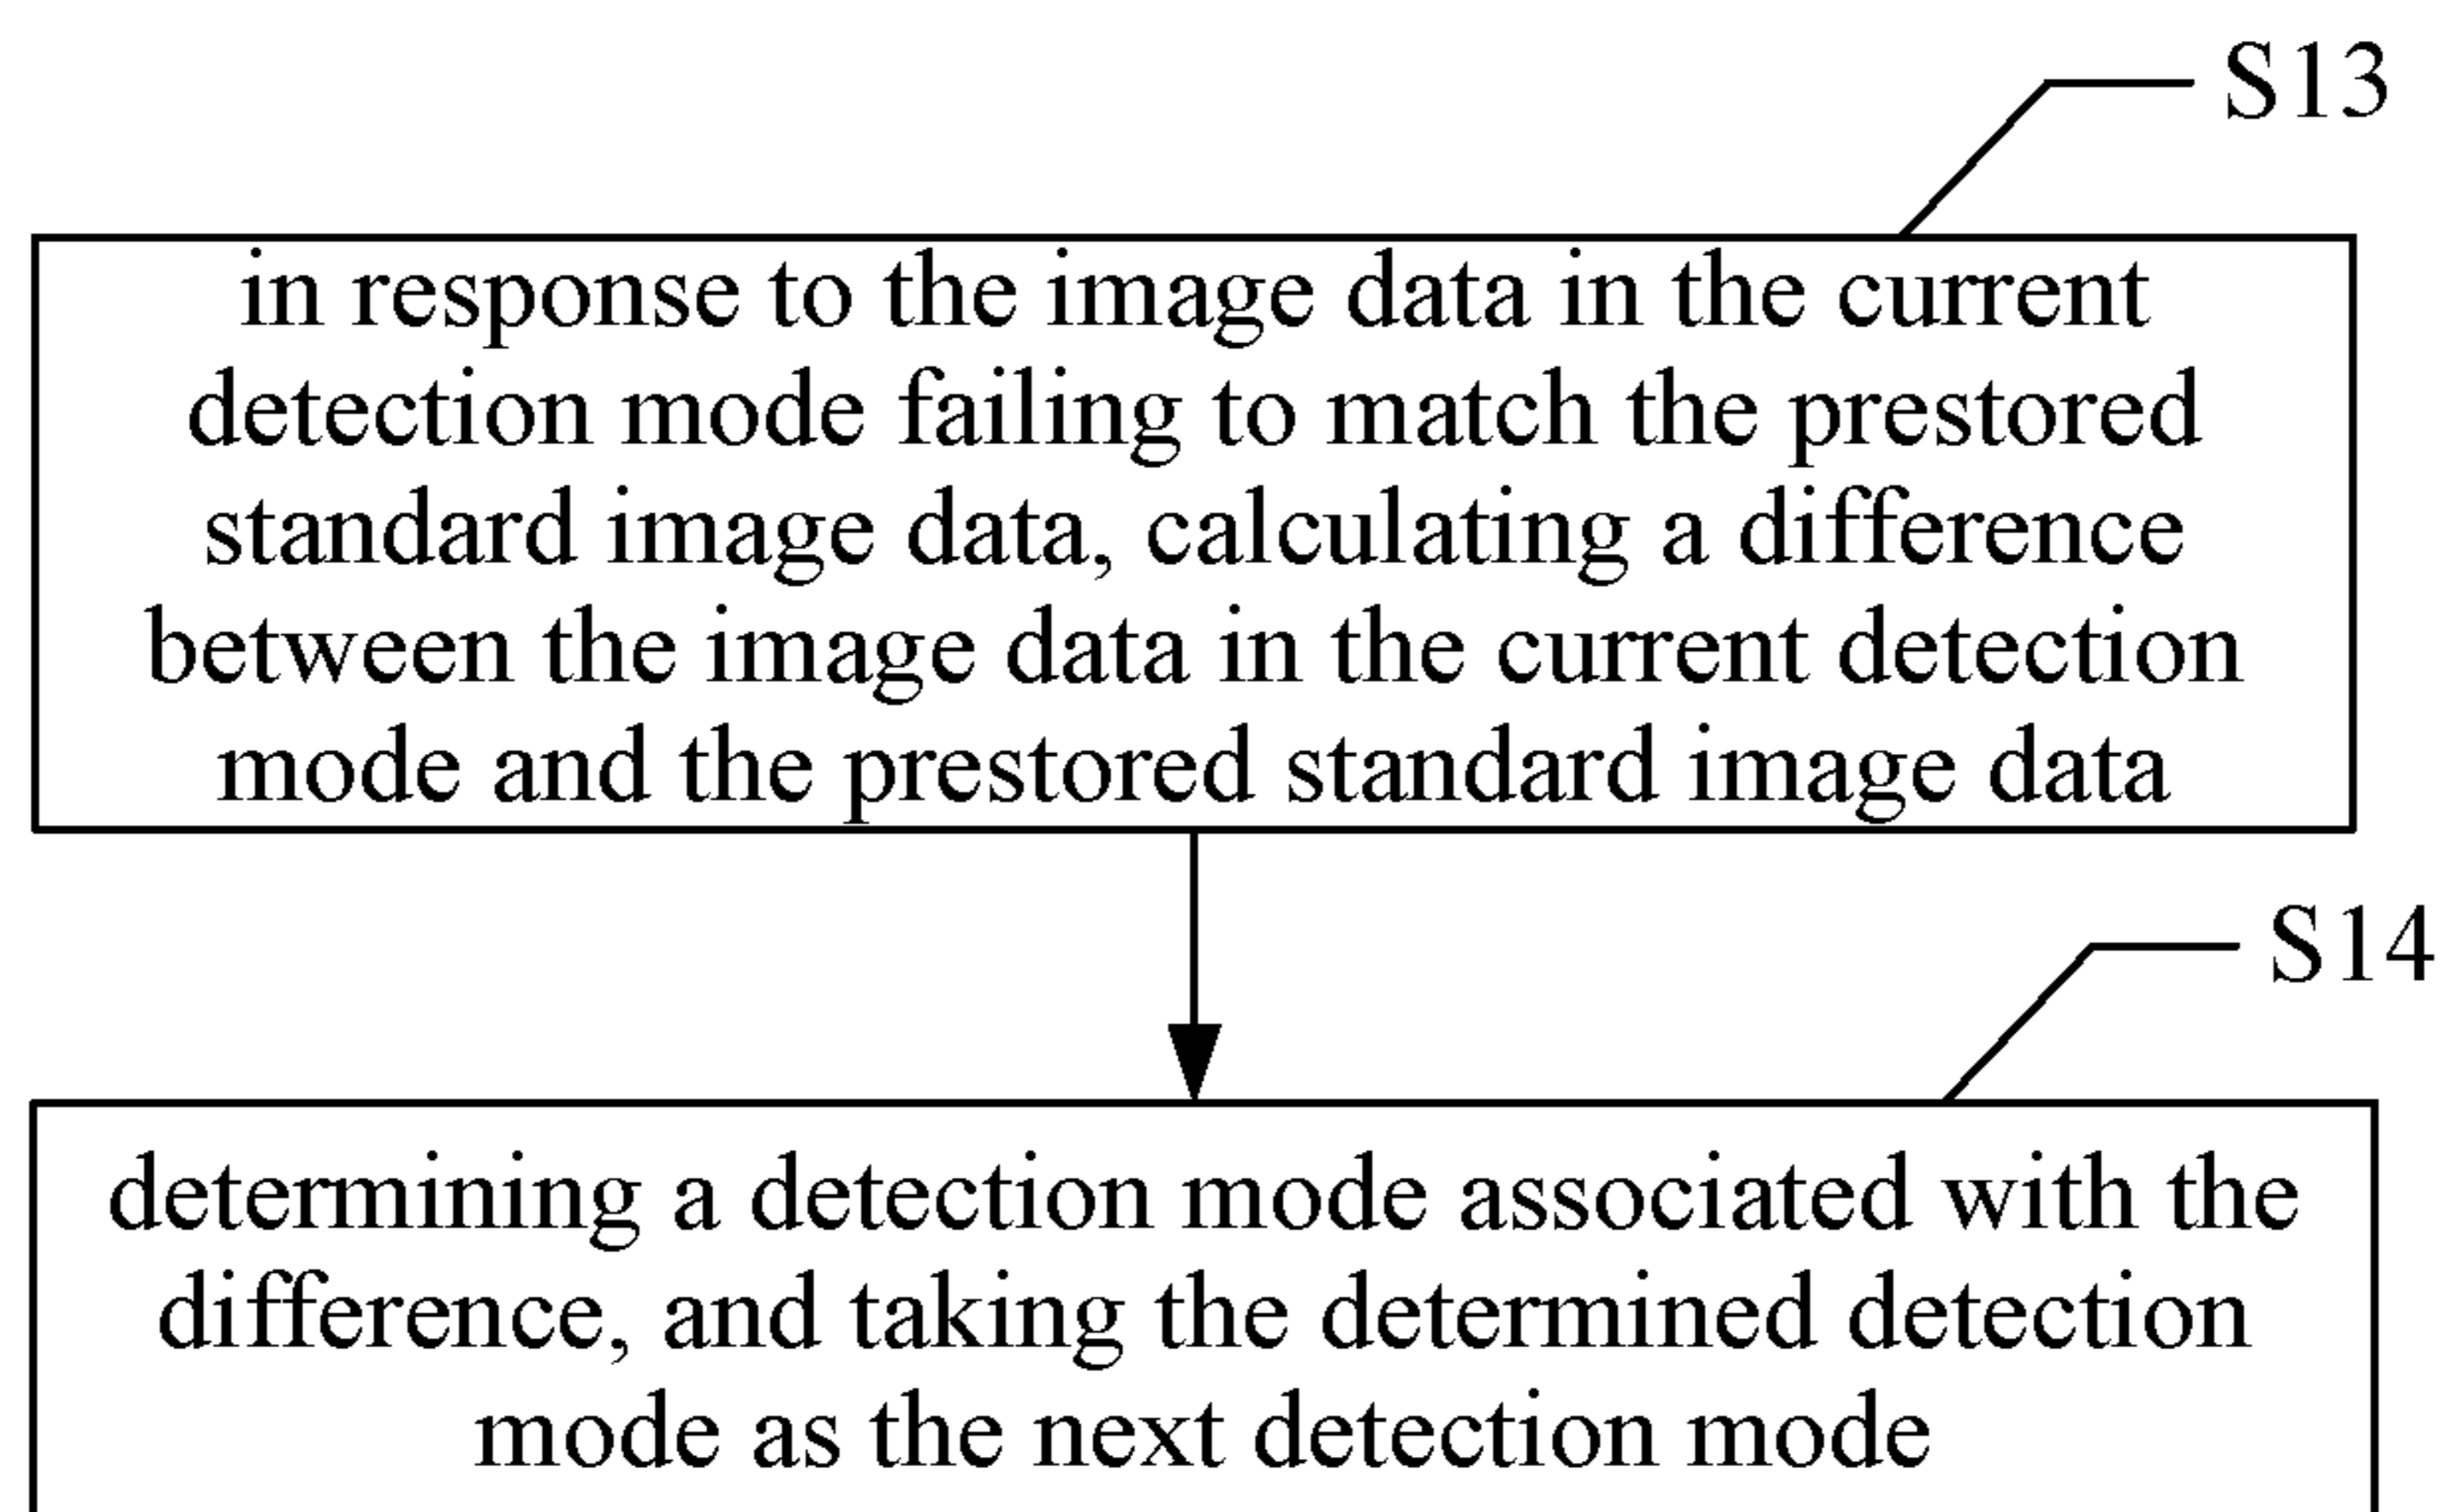 S13
in response to the image data in the current
detection mode failing to match the prestored
standard image data, calculating a difference
between the image data in the current detection
mode and the prestored standard image data
S14
determining a detection mode associated with the
difference, and taking the determined detection
mode as the next detection mode